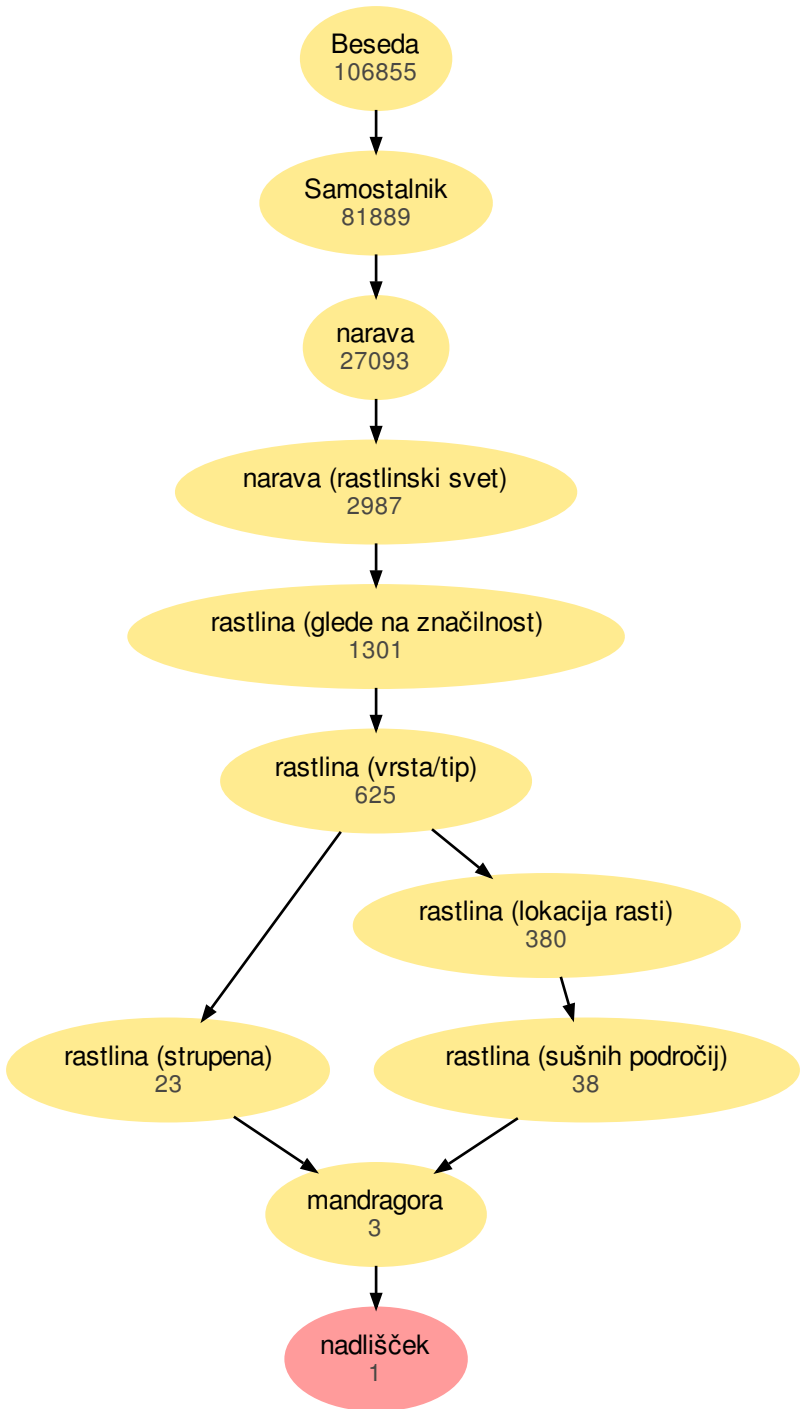 Beseda
106855
Samostalnik
81889
narava
27093
narava (rastlinski svet)
2987
rastlina (glede na značilnost)
1301
rastlina (vrsta/tip)
625
rastlina (lokacija rasti)
380
rastlina (strupena)
23
rastlina (sušnih področij)
38
mandragora
3
nadlišček
1